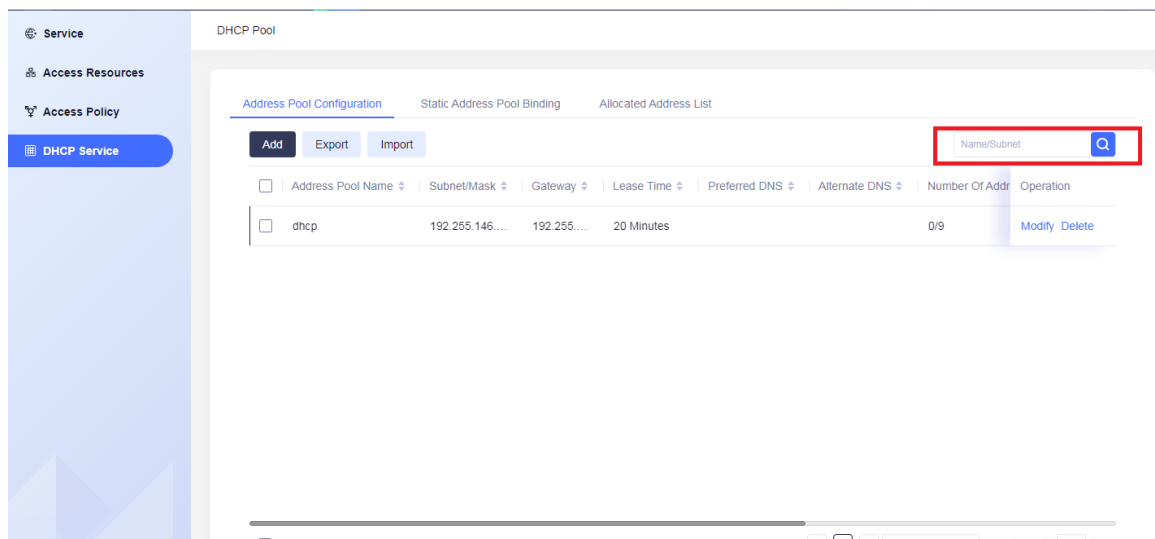 Service
DHCP Pool
Access Resources
Access Policy
DHCP Service
Address Pool Configuration Static Address Pool Binding Allocated Address List
Add Export Import Name/Subnet
Address Pool Name Subnet/Mask Gateway Lease Time Preferred DNS Alternate DNS Number Of Addr Operation
dhcp 192.255.146.... 192.255.... 20 Minutes 0/9 Modify Delete